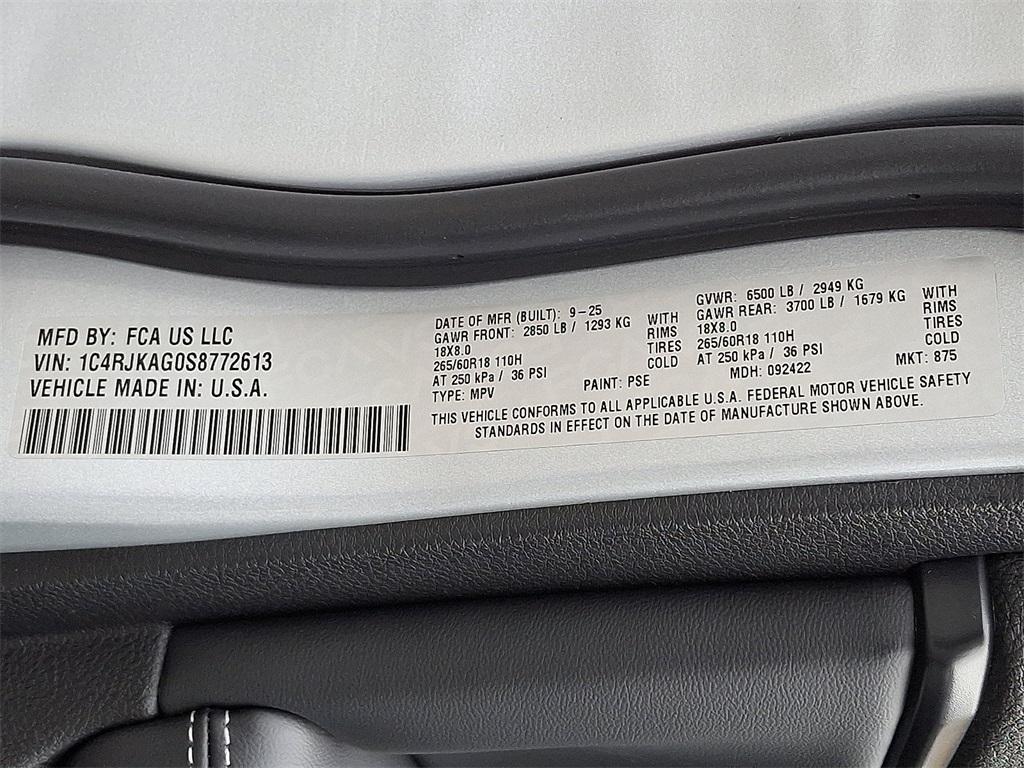 MFD BY: FCA US LLC
VIN: 1C4RJKAG0S8772613
VEHICLE MADE IN: U.S.A.
DATE OF MFR (BUILT): 9-25
GAWR FRONT: 2850 LB / 1293 KG WITH
18X8.0 RIMS
265/60R18 110H TIRES
AT 250 kPa / 36 PSI COLD
TYPE: MPV PAINT: PSE
GVWR: 6500 LB / 2949 KG
GAWR REAR: 3700 LB / 1679 KG WITH
18X8.0 RIMS
265/60R18 110H TIRES
AT 250 kPa / 36 PSI COLD
MDH: 092422 MKT: 875
THIS VEHICLE CONFORMS TO ALL APPLICABLE U.S.A. FEDERAL MOTOR VEHICLE SAFETY
STANDARDS IN EFFECT ON THE DATE OF MANUFACTURE SHOWN ABOVE.